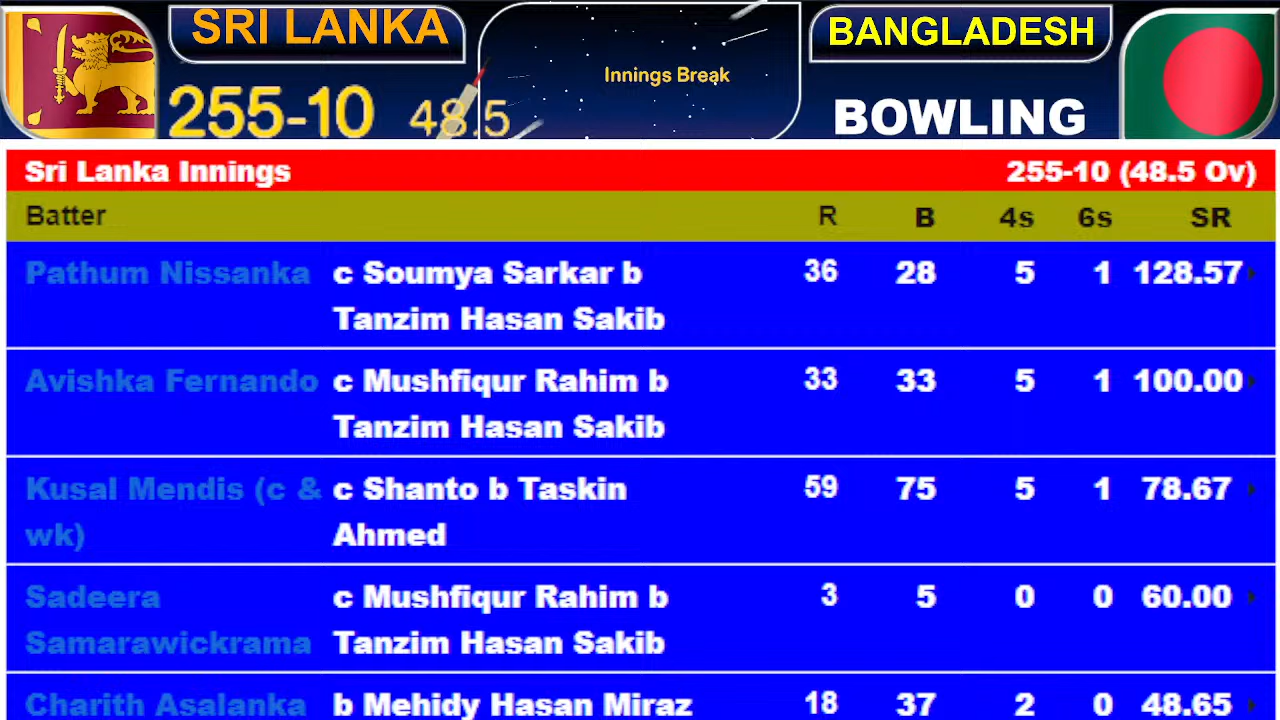 SRI LANKA
255-10 48.5
Innings Break
BANGLADESH
BOWLING
Sri Lanka Innings 255-10 (48.5 Ov)
Batter R B 4s 6s SR
Pathum Nissanka c Soumya Sarkar b 36 28 5 1 128.57
Tanzim Hasan Sakib
Avishka Fernando c Mushfiqur Rahim b 33 33 5 1 100.00
Tanzim Hasan Sakib
Kusal Mendis (c & c Shanto b Taskin 59 75 5 1 78.67
wk) Ahmed
Sadeera c Mushfiqur Rahim b 3 5 0 0 60.00
Samarawickrama Tanzim Hasan Sakib
Charith Asalanka b Mehidy Hasan Miraz 18 37 2 0 48.65